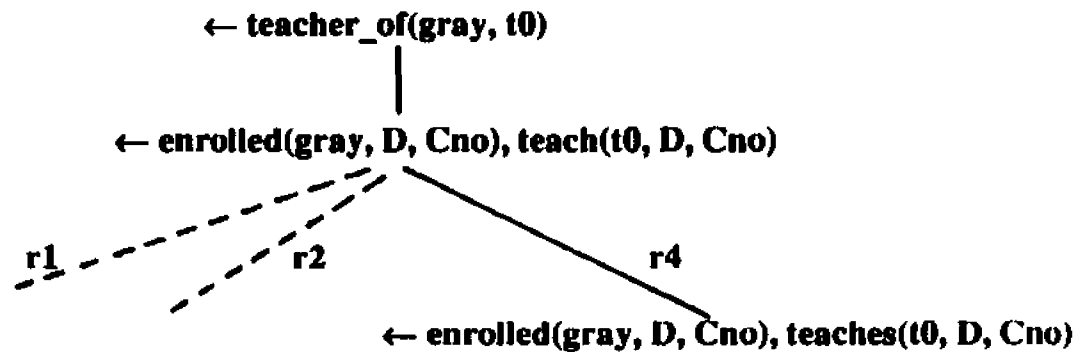 ← teacher_of(gray, t0)
← enrolled(gray, D, Cno), teach(t0, D, Cno)
r1 r2 r4
← enrolled(gray, D, Cno), teaches(t0, D, Cno)